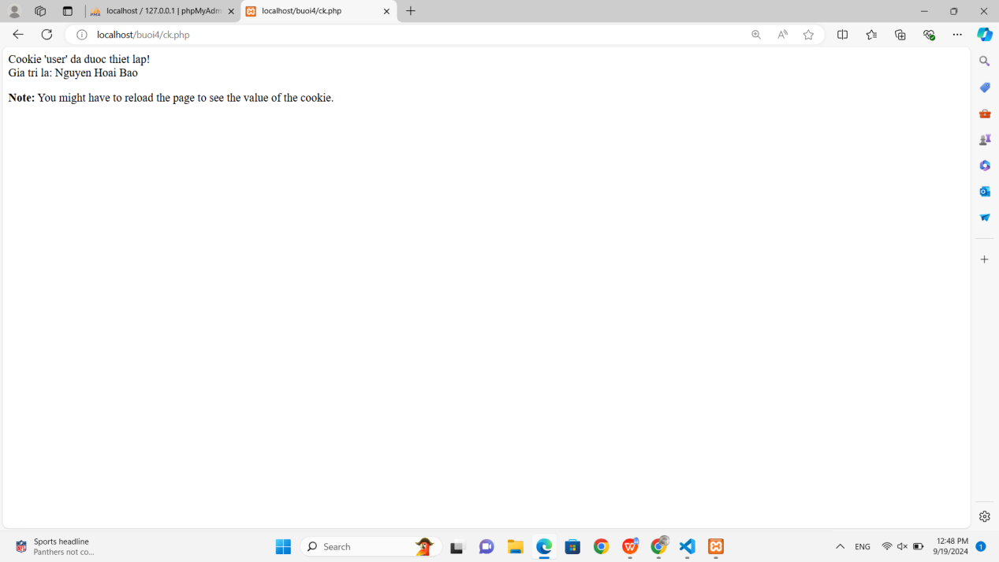 localhost / 127.0.0.1 | phpMyAdm
localhost/buoi4/ck.php
localhost/buoi4/ck.php
Cookie 'user' da duoc thiet lap!
Gia tri la: Nguyen Hoai Bao
Note: You might have to reload the page to see the value of the cookie.
Sports headline
Panthers not co...
Search
ENG
12:48 PM
9/19/2024
1